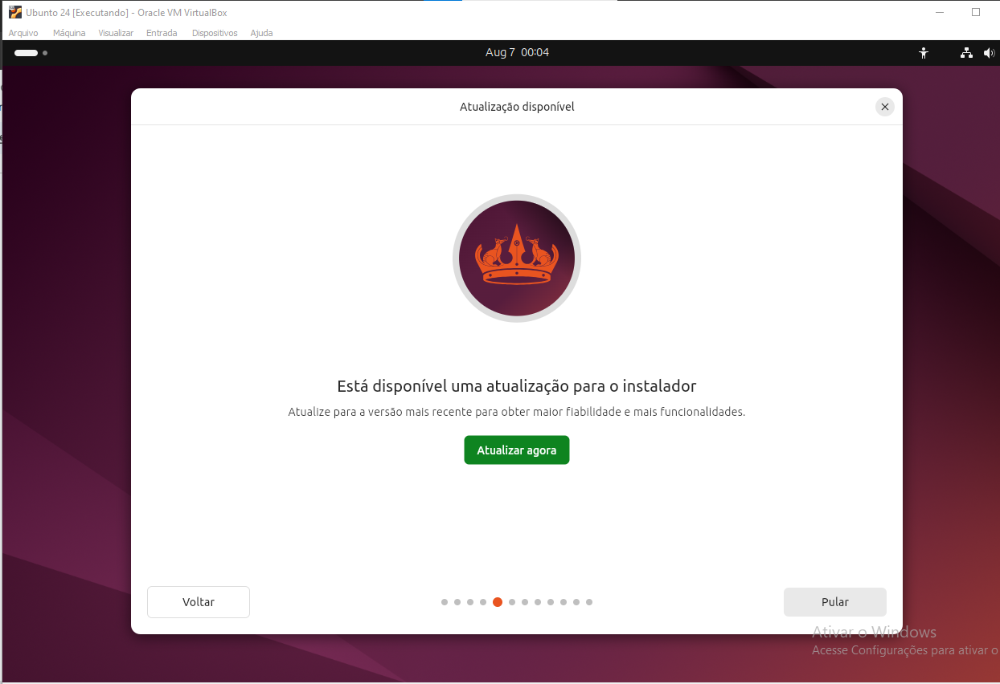 Ubunto 24 [Executando] - Oracle VM VirtualBox
Arquivo Máquina Visualizar Entrada Dispositivos Ajuda
Aug 7 00:04
Atualização disponível
Está disponível uma atualização para o instalador
Atualize para a versão mais recente para obter maior fiabilidade e mais funcionalidades.
Atualizar agora
Voltar
Pular
Ativar o Windows
Acesse Configurações para ativar o